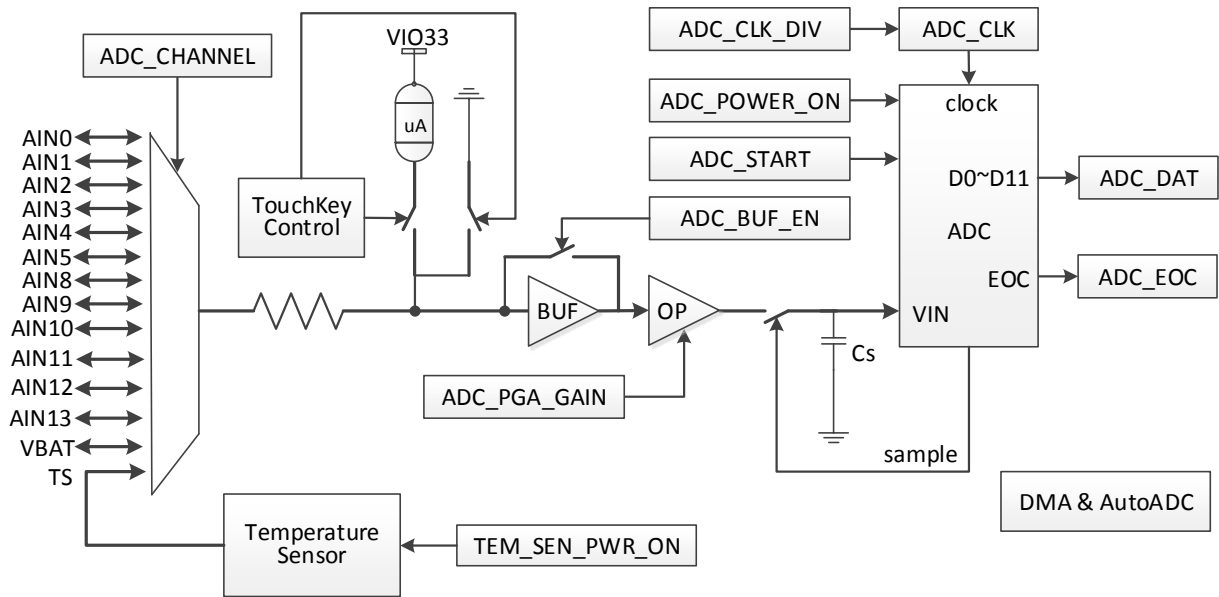 ADC_CHANNEL
AIN0
AIN1
AIN2
AIN3
AIN4
AIN5
AIN8
AIN9
AIN10
AIN11
AIN12
AIN13
VBAT
TS
VIO33
uA
TouchKey
Control
BUF
OP
ADC_PGA_GAIN
ADC_CLK_DIV
ADC_CLK
ADC_POWER_ON
ADC_START
ADC_BUF_EN
clock
D0~D11
ADC
EOC
VIN
ADC_DAT
ADC_EOC
Cs
sample
DMA & AutoADC
Temperature
Sensor
TEM_SEN_PWR_ON